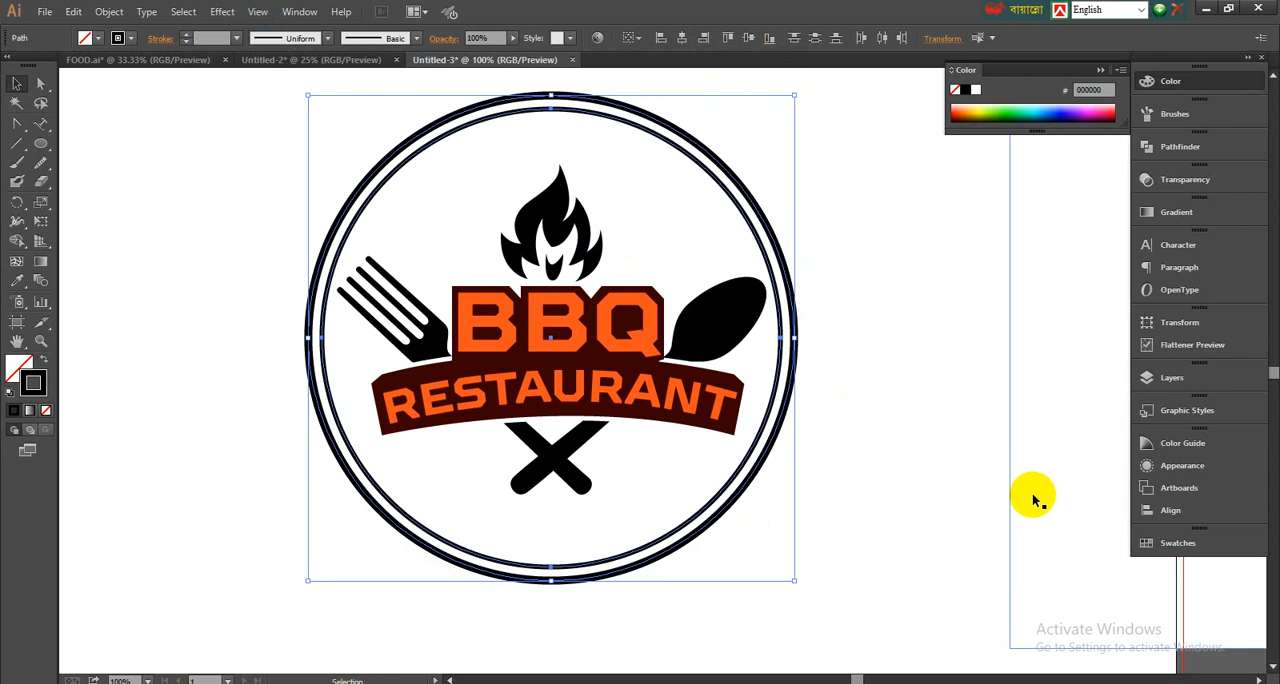 Ai File Edit Object Type Select Effect View Window Help Br বায়ান্নো English
Path Stroke: Uniform Basic Opacity: 100% Style: Transform
FOOD.ai* @ 33.33% (RGB/Preview) × Untitled-2* @ 25% (RGB/Preview) × Untitled-3* @ 100% (RGB/Preview) ×
Color
# 000000
Color
Brushes
Pathfinder
Transparency
Gradient
Character
Paragraph
OpenType
Transform
Flattener Preview
Layers
Graphic Styles
Color Guide
Appearance
Artboards
Align
Swatches
BBQ
RESTAURANT
Activate Windows
Go to Settings to activate Windows.
100% 1 Selection